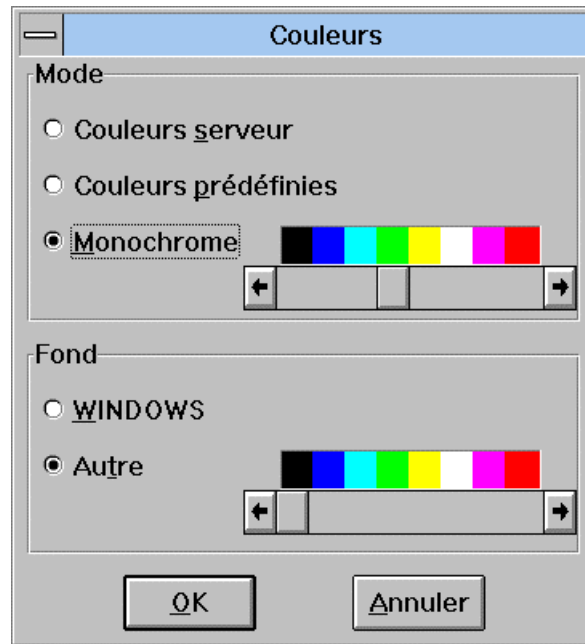 Couleurs
Mode
Couleurs serveur
Couleurs prédéfinies
Monochrome
Fond
WINDOWS
Autre
OK
Annuler